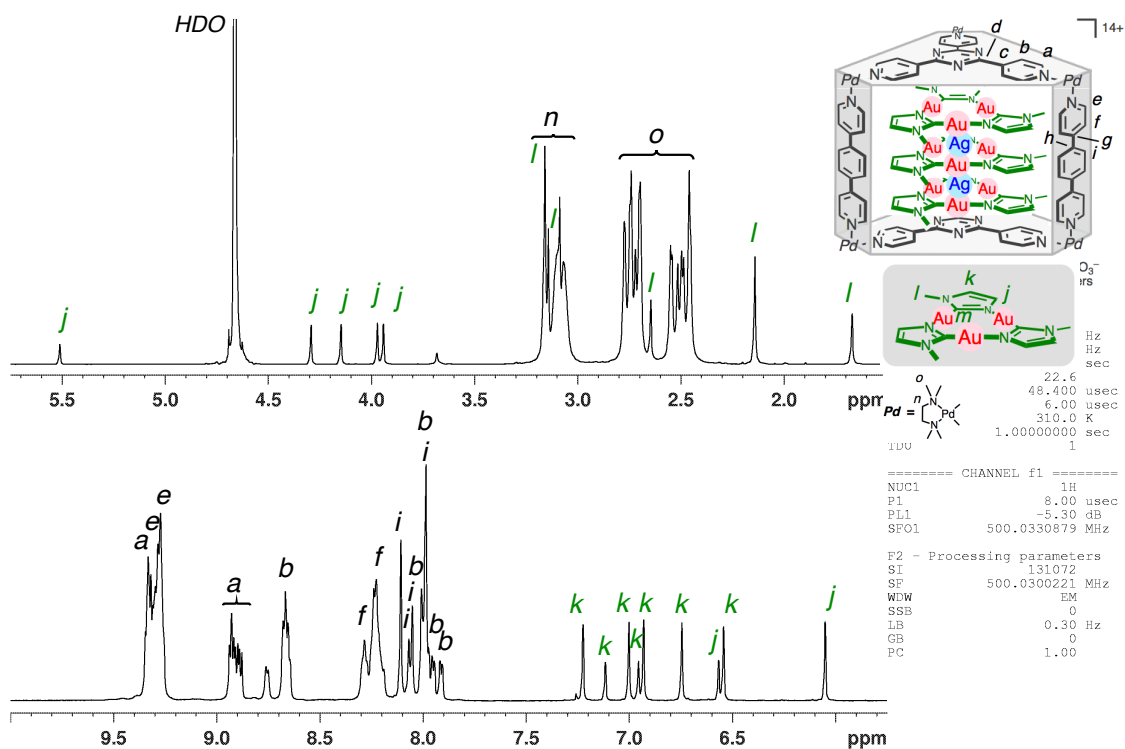 HDO
n
o
l
l
l
l
l
j
j
j
j
j
5.5
5.0
4.5
4.0
3.5
3.0
2.5
2.0
ppm
14+
Pd
N
N
N
N
d
c
b
a
N
N
Pd
Pd
N
N
e
f
g
h
i
N
N
Au
Au
Au
N
N
N
Ag
Au
Au
Au
N
N
Ag
Au
Au
Au
N
N
N
N
Pd
Pd
Pd
O3−
ers
l
k
j
N
N
m
Au
Au
Au
N
N
N
N
Hz
Hz
sec
22.6
48.400 usec
6.00 usec
310.0 K
1.00000000 sec
TD0 1
o
n
Pd =
N
N
Pd
======== CHANNEL f1 ========
NUC1 1H
P1 8.00 usec
PL1 -5.30 dB
SFO1 500.0330879 MHz
F2 - Processing parameters
SI 131072
SF 500.0300221 MHz
WDW EM
SSB 0
LB 0.30 Hz
GB 0
PC 1.00
a
e
e
a
b
f
f
i
i
b
i
b
i
b
b
k
k
k
k
k
k
j
k
j
9.5
9.0
8.5
8.0
7.5
7.0
6.5
ppm